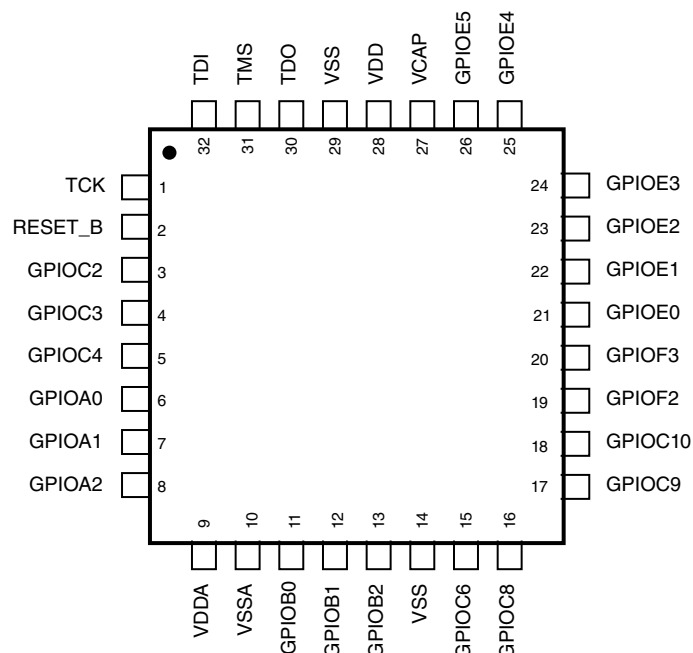 TDI
TMS
TDO
VSS
VDD
VCAP
GPIOE5
GPIOE4
32
31
30
29
28
27
26
25
TCK 1
RESET_B 2
GPIOC2 3
GPIOC3 4
GPIOC4 5
GPIOA0 6
GPIOA1 7
GPIOA2 8
24 GPIOE3
23 GPIOE2
22 GPIOE1
21 GPIOE0
20 GPIOF3
19 GPIOF2
18 GPIOC10
17 GPIOC9
9
10
11
12
13
14
15
16
VDDA
VSSA
GPIOB0
GPIOB1
GPIOB2
VSS
GPIOC6
GPIOC8